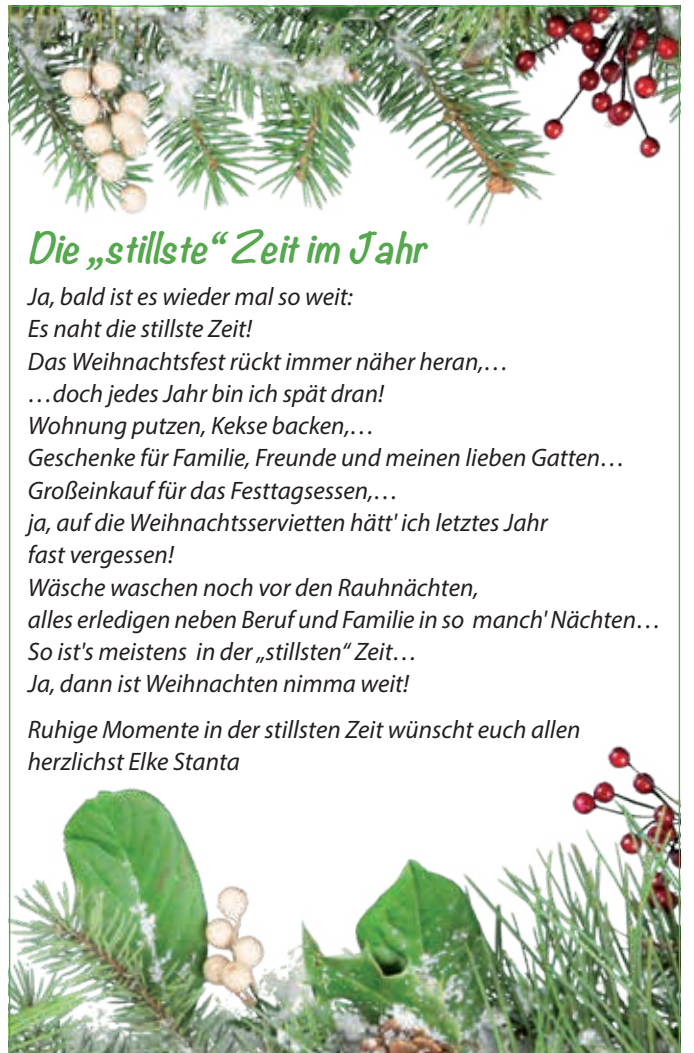 Die „stillste“ Zeit im Jahr
Ja, bald ist es wieder mal so weit:
Es naht die stillste Zeit!
Das Weihnachtsfest rückt immer näher heran,…
…doch jedes Jahr bin ich spät dran!
Wohnung putzen, Kekse backen,…
Geschenke für Familie, Freunde und meinen lieben Gatten…
Großeinkauf für das Festtagsessen,…
ja, auf die Weihnachtsservietten hätt' ich letztes Jahr
fast vergessen!
Wäsche waschen noch vor den Rauhnächten,
alles erledigen neben Beruf und Familie in so manch' Nächten…
So ist's meistens in der „stillsten“ Zeit…
Ja, dann ist Weihnachten nimma weit!
Ruhige Momente in der stillsten Zeit wünscht euch allen
herzlichst Elke Stanta